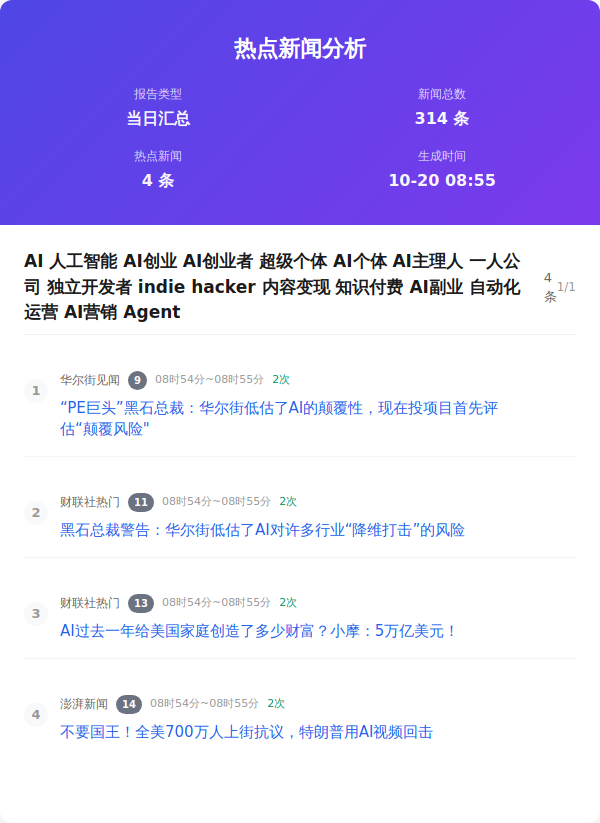 热点新闻分析
报告类型
当日汇总
新闻总数
314 条
热点新闻
4 条
生成时间
10-20 08:55
AI 人工智能 AI创业 AI创业者 超级个体 AI个体 AI主理人 一人公
司 独立开发者 indie hacker 内容变现 知识付费 AI副业 自动化
运营 AI营销 Agent
4
条
1/1
1
华尔街见闻 9 08时54分~08时55分 2次
“PE巨头”黑石总裁：华尔街低估了AI的颠覆性，现在投项目首先评
估“颠覆风险"
2
财联社热门 11 08时54分~08时55分 2次
黑石总裁警告：华尔街低估了AI对许多行业“降维打击”的风险
3
财联社热门 13 08时54分~08时55分 2次
AI过去一年给美国家庭创造了多少财富？小摩：5万亿美元！
4
澎湃新闻 14 08时54分~08时55分 2次
不要国王！全美700万人上街抗议，特朗普用AI视频回击